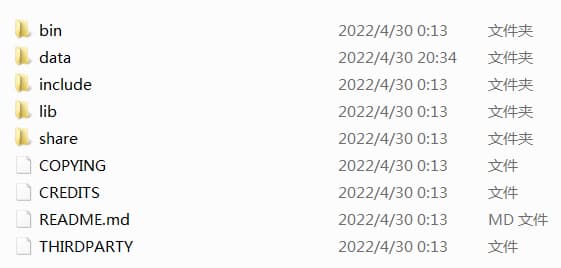 bin 2022/4/30 0:13 文件夹
data 2022/4/30 20:34 文件夹
include 2022/4/30 0:13 文件夹
lib 2022/4/30 0:13 文件夹
share 2022/4/30 0:13 文件夹
COPYING 2022/4/30 0:13 文件
CREDITS 2022/4/30 0:13 文件
README.md 2022/4/30 0:13 MD 文件
THIRDPARTY 2022/4/30 0:13 文件